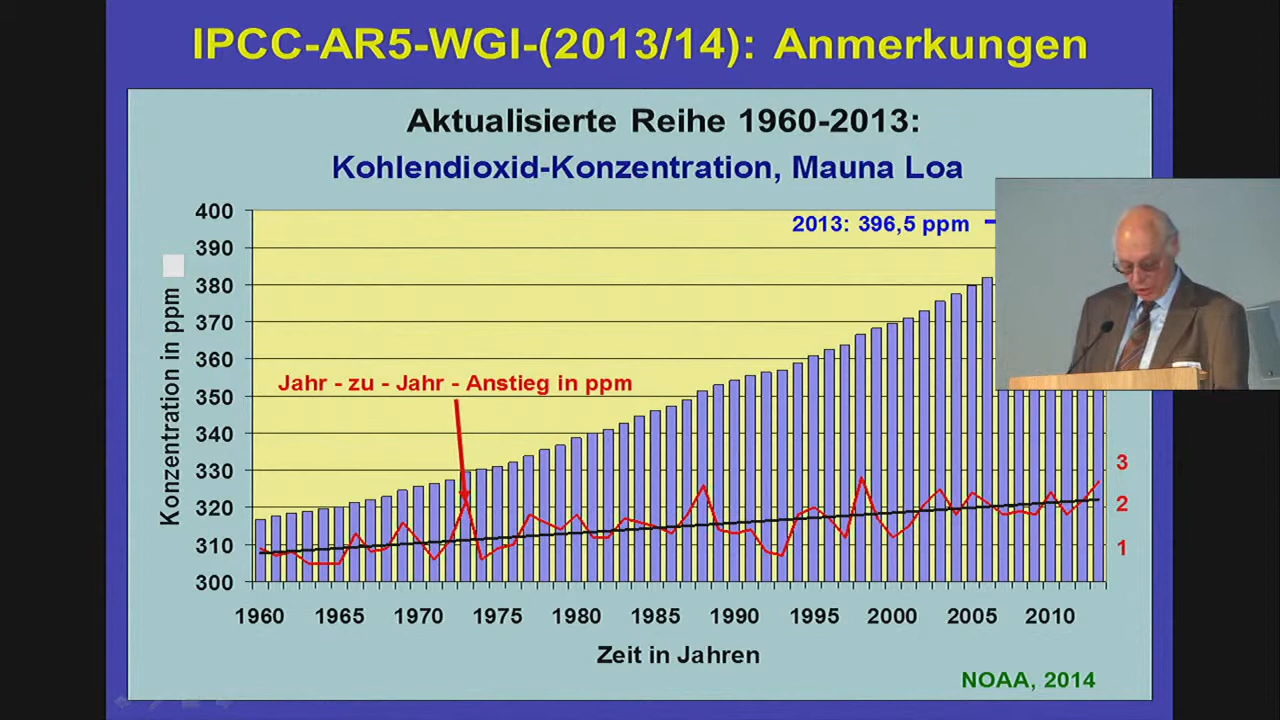 IPCC-AR5-WGI-(2013/14): Anmerkungen
Aktualisierte Reihe 1960-2013:
Kohlendioxid-Konzentration, Mauna Loa
400
390
380
370
360
350
340
330
320
310
300
Konzentration in ppm
2013: 396,5 ppm
Jahr - zu - Jahr - Anstieg in ppm
3
2
1
1960 1965 1970 1975 1980 1985 1990 1995 2000 2005 2010
Zeit in Jahren
NOAA, 2014